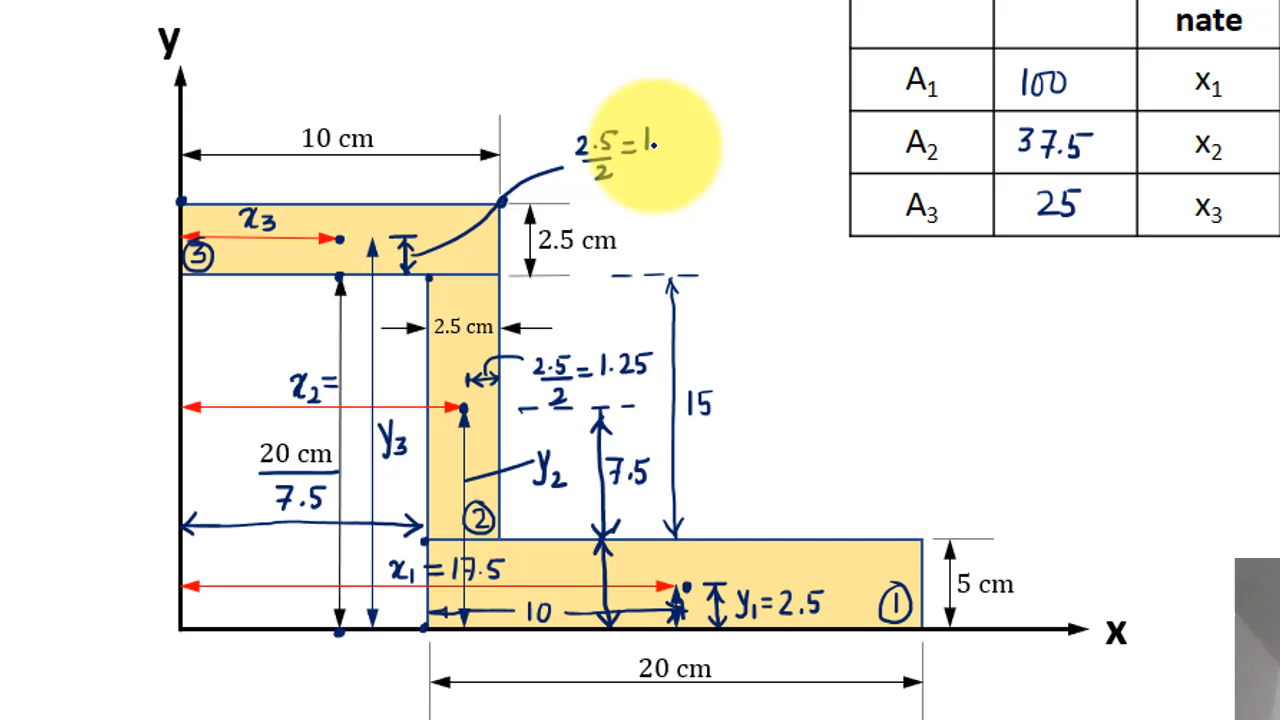 nate
A1 100 x1
A2 37.5 x2
A3 25 x3
y
10 cm
2.5/2 = 1.
x3
③
2.5 cm
2.5 cm
2.5/2 = 1.25
x2 =
15
y3
20 cm
7.5
y2
7.5
②
x1 = 17.5
5 cm
10
y1 = 2.5
①
x
20 cm